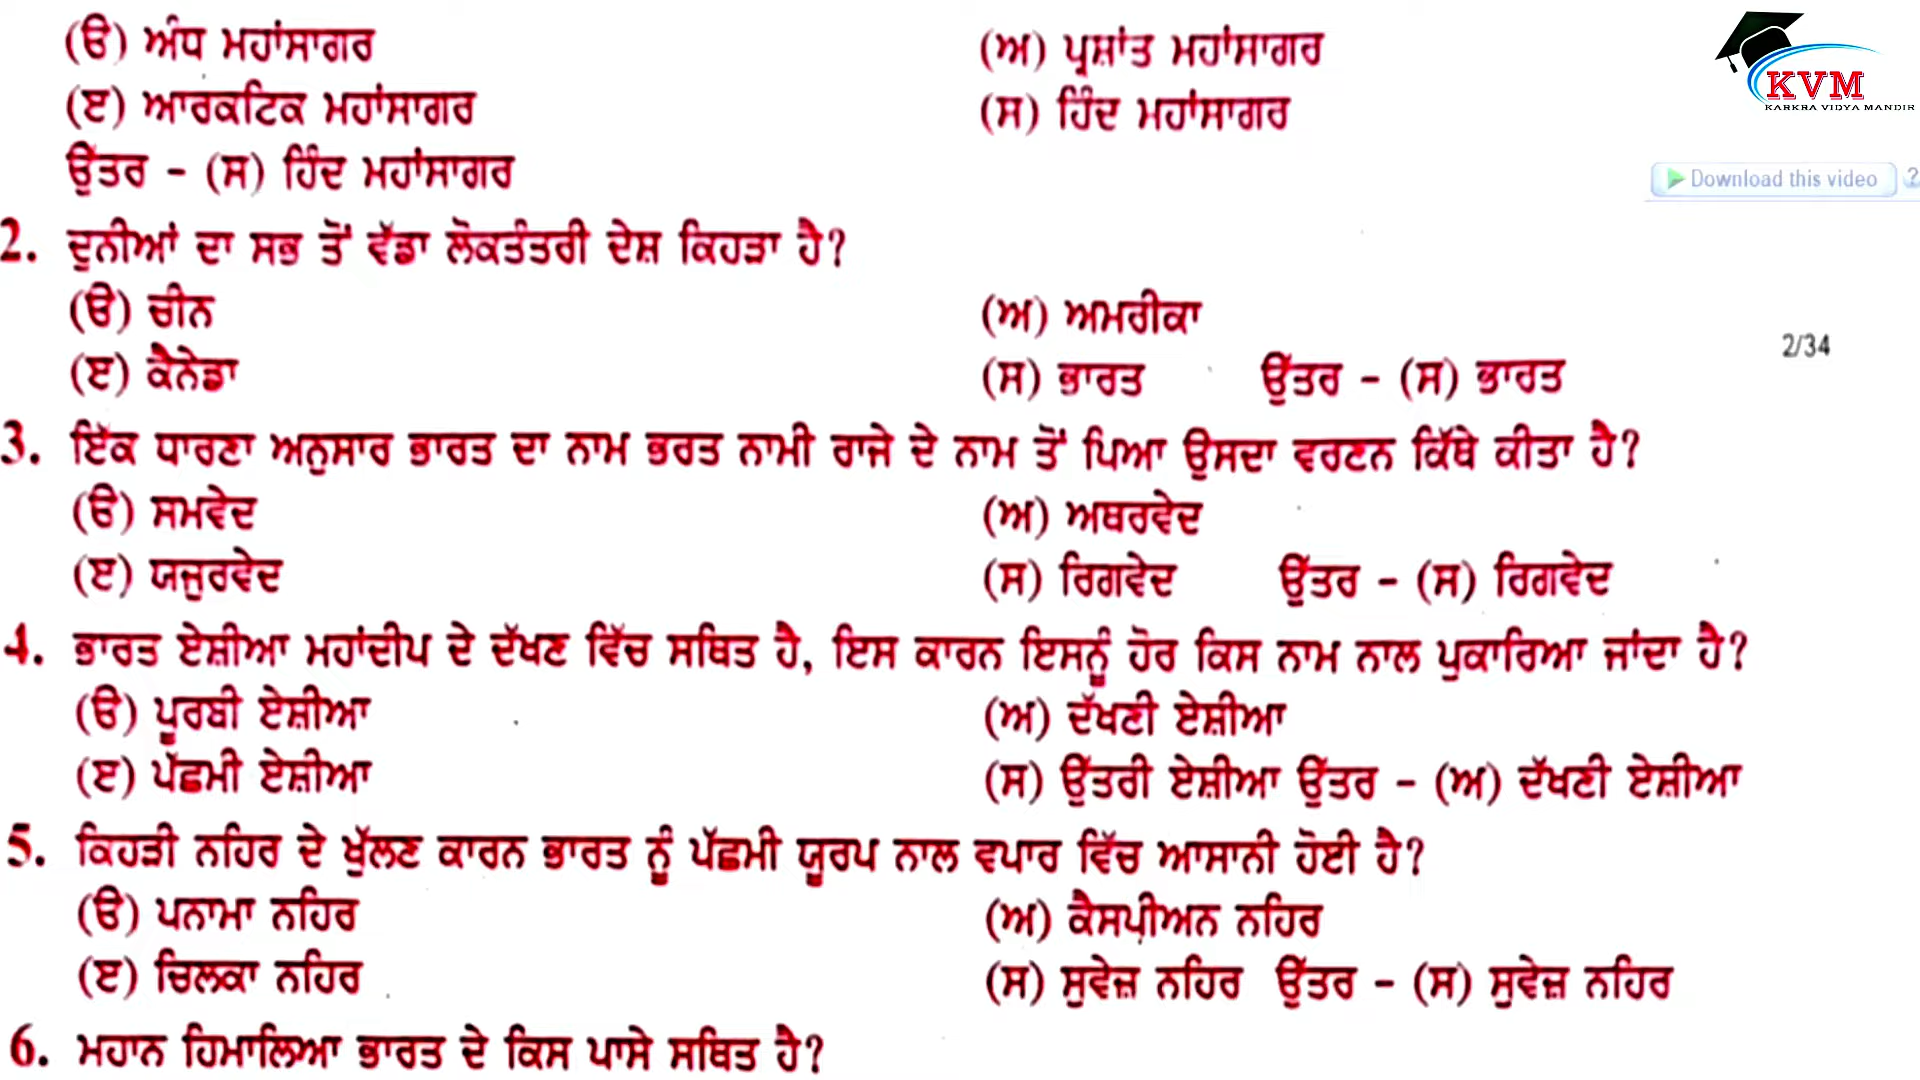 (ੳ) ਅੰਧ ਮਹਾਂਸਾਗਰ (ਅ) ਪ੍ਰਸ਼ਾਂਤ ਮਹਾਂਸਾਗਰ
(ੲ) ਆਰਕਟਿਕ ਮਹਾਂਸਾਗਰ (ਸ) ਹਿੰਦ ਮਹਾਂਸਾਗਰ
ਉੱਤਰ – (ਸ) ਹਿੰਦ ਮਹਾਂਸਾਗਰ
KVM
KARKRA VIDYA MANDIR
Download this video ?
2. ਦੁਨੀਆਂ ਦਾ ਸਭ ਤੋਂ ਵੱਡਾ ਲੋਕਤੰਤਰੀ ਦੇਸ਼ ਕਿਹੜਾ ਹੈ?
(ੳ) ਚੀਨ (ਅ) ਅਮਰੀਕਾ
2/34
(ੲ) ਕੈਨੇਡਾ (ਸ) ਭਾਰਤ ਉੱਤਰ – (ਸ) ਭਾਰਤ
3. ਇੱਕ ਧਾਰਣਾ ਅਨੁਸਾਰ ਭਾਰਤ ਦਾ ਨਾਮ ਭਰਤ ਨਾਮੀ ਰਾਜੇ ਦੇ ਨਾਮ ਤੋਂ ਪਿਆ ਉਸਦਾ ਵਰਣਨ ਕਿੱਥੇ ਕੀਤਾ ਹੈ?
(ੳ) ਸਮਵੇਦ (ਅ) ਅਥਰਵੇਦ
(ੲ) ਯਜੁਰਵੇਦ (ਸ) ਰਿਗਵੇਦ ਉੱਤਰ – (ਸ) ਰਿਗਵੇਦ
4. ਭਾਰਤ ਏਸ਼ੀਆ ਮਹਾਂਦੀਪ ਦੇ ਦੱਖਣ ਵਿੱਚ ਸਥਿਤ ਹੈ, ਇਸ ਕਾਰਨ ਇਸਨੂੰ ਹੋਰ ਕਿਸ ਨਾਮ ਨਾਲ ਪੁਕਾਰਿਆ ਜਾਂਦਾ ਹੈ?
(ੳ) ਪੂਰਬੀ ਏਸ਼ੀਆ (ਅ) ਦੱਖਣੀ ਏਸ਼ੀਆ
(ੲ) ਪੱਛਮੀ ਏਸ਼ੀਆ (ਸ) ਉੱਤਰੀ ਏਸ਼ੀਆ ਉੱਤਰ – (ਅ) ਦੱਖਣੀ ਏਸ਼ੀਆ
5. ਕਿਹੜੀ ਨਹਿਰ ਦੇ ਖੁੱਲਣ ਕਾਰਨ ਭਾਰਤ ਨੂੰ ਪੱਛਮੀ ਯੂਰਪ ਨਾਲ ਵਪਾਰ ਵਿੱਚ ਆਸਾਨੀ ਹੋਈ ਹੈ?
(ੳ) ਪਨਾਮਾ ਨਹਿਰ (ਅ) ਕੈਸਪੀਅਨ ਨਹਿਰ
(ੲ) ਚਿਲਕਾ ਨਹਿਰ (ਸ) ਸੁਵੇਜ਼ ਨਹਿਰ ਉੱਤਰ – (ਸ) ਸੁਵੇਜ਼ ਨਹਿਰ
6. ਮਹਾਨ ਹਿਮਾਲਿਆ ਭਾਰਤ ਦੇ ਕਿਸ ਪਾਸੇ ਸਥਿਤ ਹੈ?